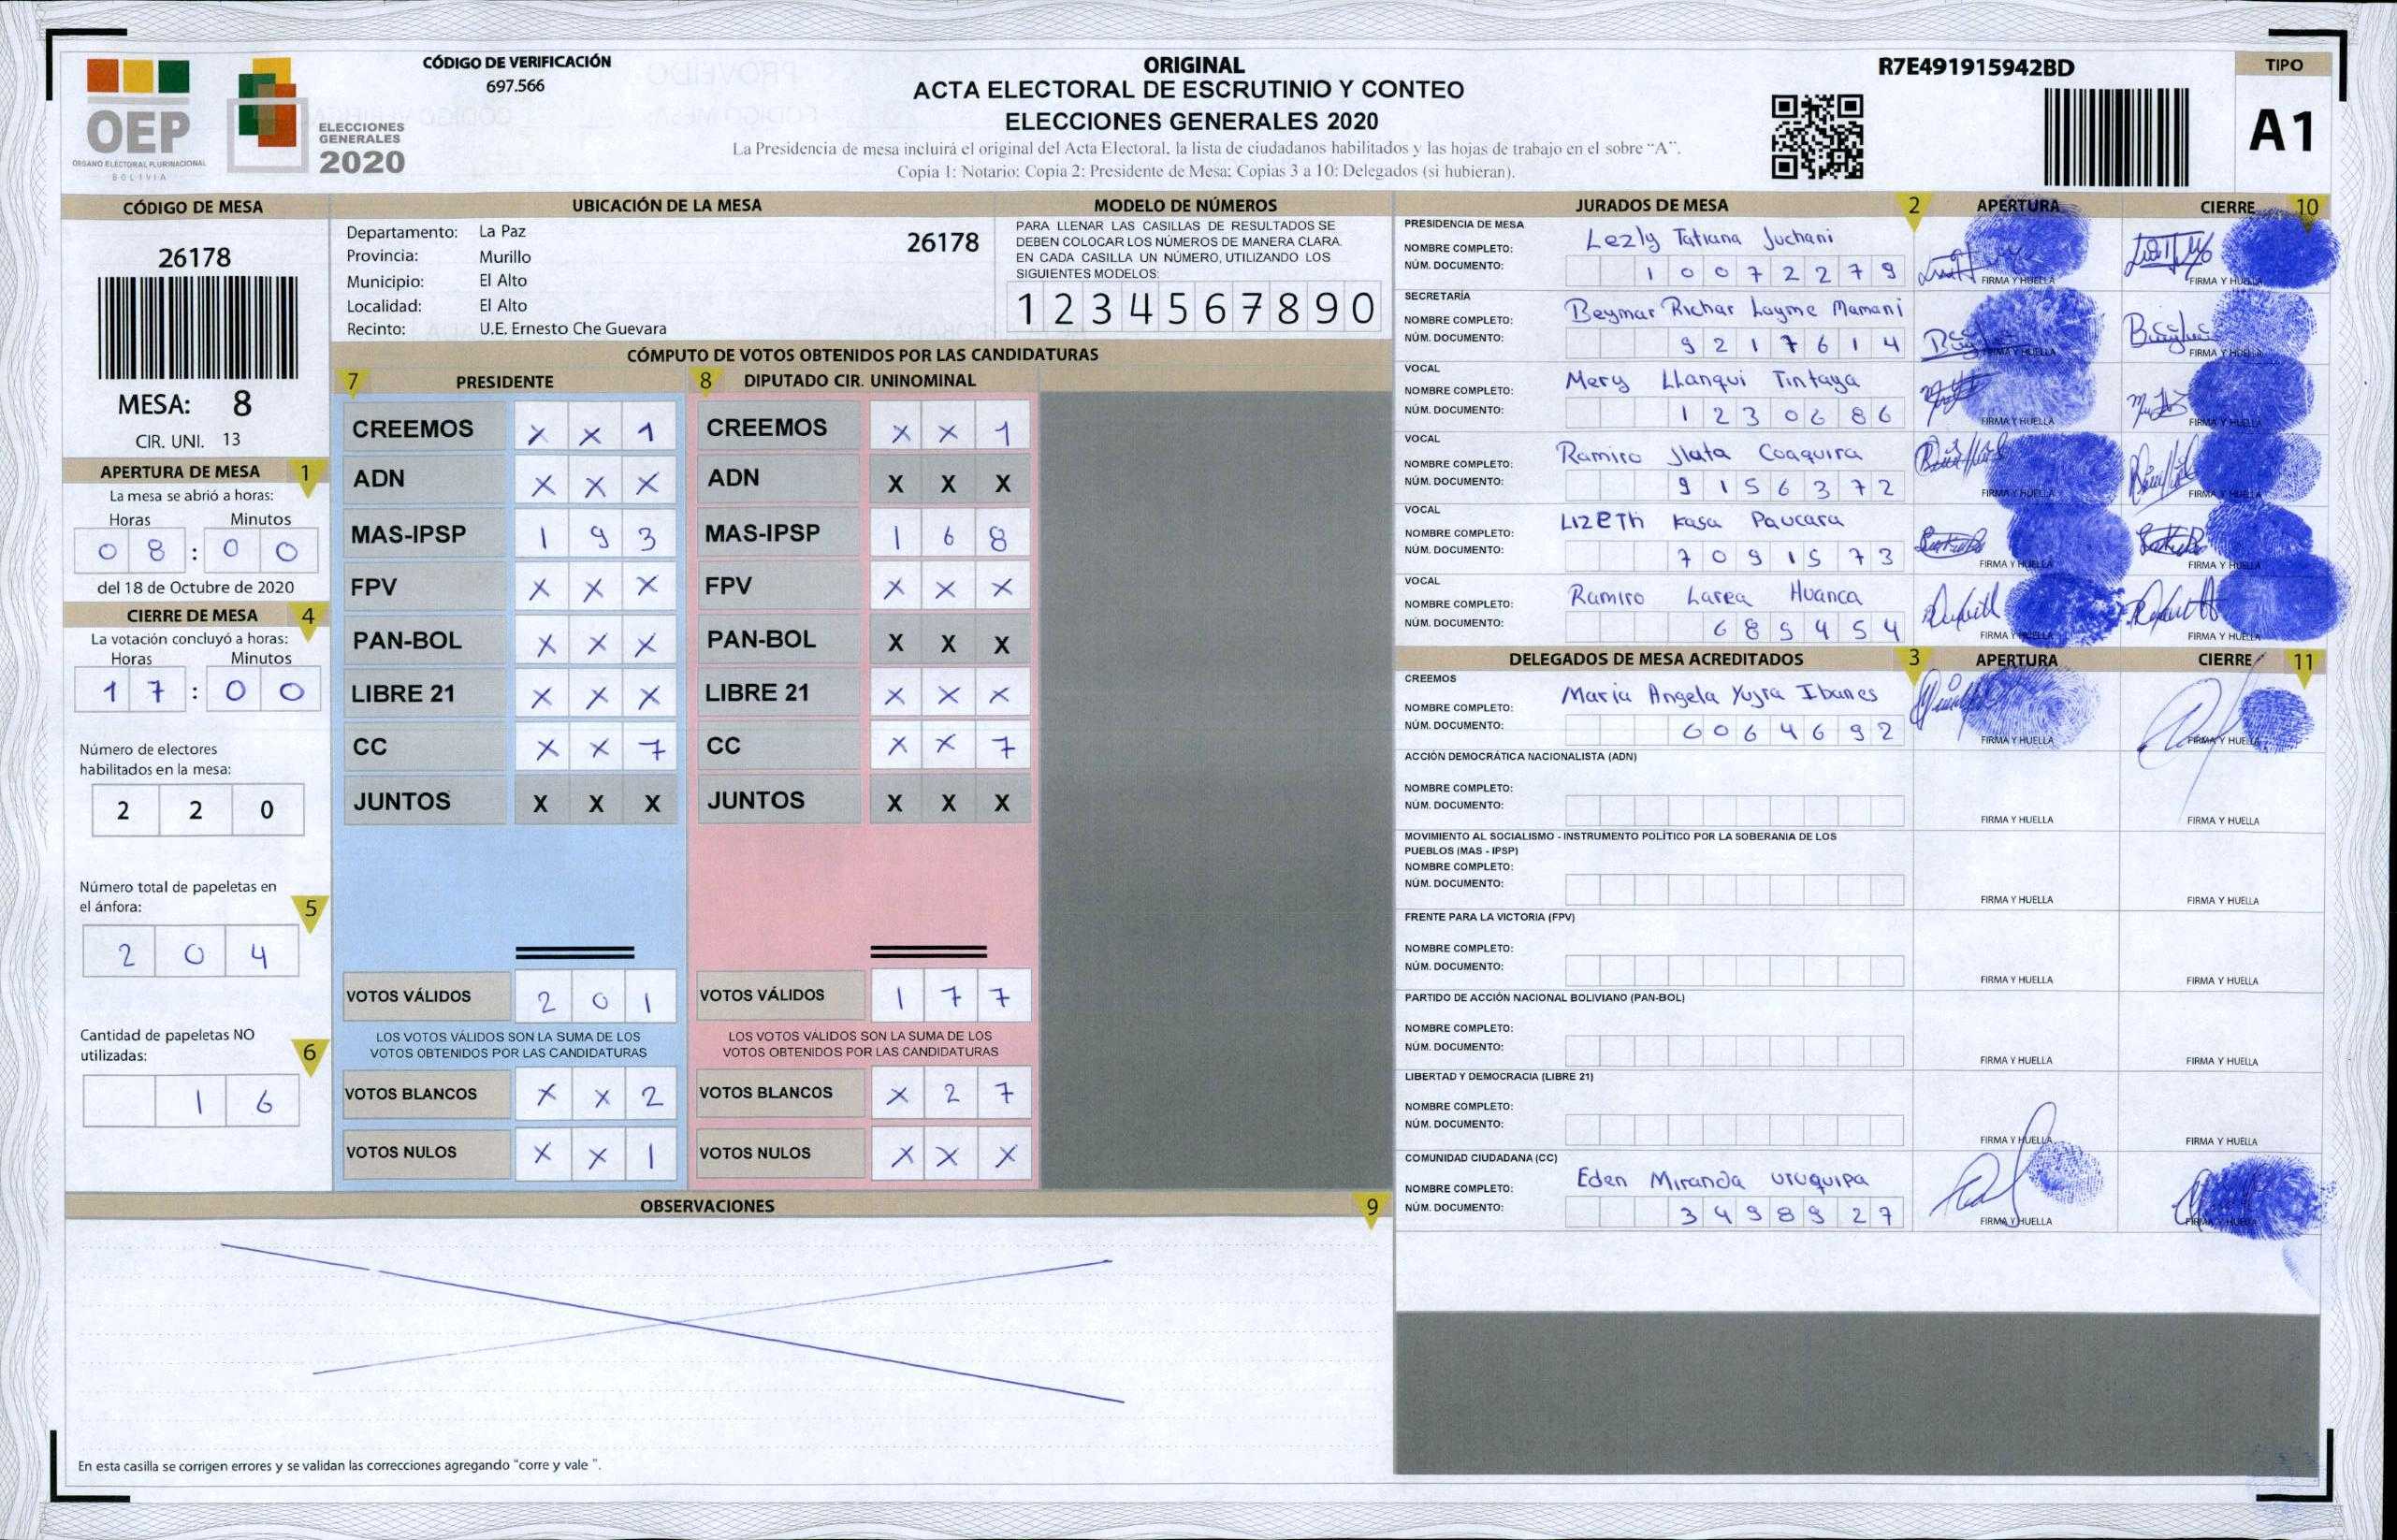 CÓDIGO DE VERIFICACIÓN
697.566
OEP
ORGANO ELECTORAL PLURINACIONAL
BOLIVIA
ELECCIONES
GENERALES
2020
ORIGINAL
ACTA ELECTORAL DE ESCRUTINIO Y CONTEO
ELECCIONES GENERALES 2020
La Presidencia de mesa incluirá el original del Acta Electoral, la lista de ciudadanos habilitados y las hojas de trabajo en el sobre “A”.
Copia 1: Notario; Copia 2: Presidente de Mesa; Copias 3 a 10: Delegados (si hubieran).
R7E491915942BD
TIPO
A1
CÓDIGO DE MESA
26178
MESA: 8
CIR. UNI. 13
APERTURA DE MESA 1
La mesa se abrió a horas:
Horas Minutos
0 8 : 0 0
del 18 de Octubre de 2020
CIERRE DE MESA 4
La votación concluyó a horas:
Horas Minutos
1 7 : 0 0
Número de electores
habilitados en la mesa:
2 2 0
Número total de papeletas en
el ánfora: 5
2 0 4
Cantidad de papeletas NO
utilizadas: 6
1 6
UBICACIÓN DE LA MESA
Departamento: La Paz 26178
Provincia: Murillo
Municipio: El Alto
Localidad: El Alto
Recinto: U.E. Ernesto Che Guevara
MODELO DE NÚMEROS
PARA LLENAR LAS CASILLAS DE RESULTADOS SE
DEBEN COLOCAR LOS NÚMEROS DE MANERA CLARA.
EN CADA CASILLA UN NÚMERO, UTILIZANDO LOS
SIGUIENTES MODELOS:
1 2 3 4 5 6 7 8 9 0
CÓMPUTO DE VOTOS OBTENIDOS POR LAS CANDIDATURAS
7 PRESIDENTE
CREEMOS X X 1
ADN X X X
MAS-IPSP 1 9 3
FPV X X X
PAN-BOL X X X
LIBRE 21 X X X
CC X X 7
JUNTOS X X X
VOTOS VÁLIDOS 2 0 1
LOS VOTOS VÁLIDOS SON LA SUMA DE LOS
VOTOS OBTENIDOS POR LAS CANDIDATURAS
VOTOS BLANCOS X X 2
VOTOS NULOS X X 1
8 DIPUTADO CIR. UNINOMINAL
CREEMOS X X 1
ADN X X X
MAS-IPSP 1 6 8
FPV X X X
PAN-BOL X X X
LIBRE 21 X X X
CC X X 7
JUNTOS X X X
VOTOS VÁLIDOS 1 7 7
LOS VOTOS VÁLIDOS SON LA SUMA DE LOS
VOTOS OBTENIDOS POR LAS CANDIDATURAS
VOTOS BLANCOS X 2 7
VOTOS NULOS X X X
OBSERVACIONES 9
En esta casilla se corrigen errores y se validan las correcciones agregando "corre y vale ".
JURADOS DE MESA 2 APERTURA CIERRE 10
PRESIDENCIA DE MESA
NOMBRE COMPLETO: Lezly Tatiana Juchani
NÚM. DOCUMENTO: 1 0 0 7 2 2 7 9
FIRMA Y HUELLA FIRMA Y HUELLA
SECRETARÍA
NOMBRE COMPLETO: Beymar Richar Layme Mamani
NÚM. DOCUMENTO: 9 2 1 7 6 1 4
FIRMA Y HUELLA FIRMA Y HUELLA
VOCAL
NOMBRE COMPLETO: Mery Llanqui Tintaya
NÚM. DOCUMENTO: 1 2 3 0 6 8 6
FIRMA Y HUELLA FIRMA Y HUELLA
VOCAL
NOMBRE COMPLETO: Ramiro Jlata Coaquira
NÚM. DOCUMENTO: 9 1 5 6 3 7 2
FIRMA Y HUELLA FIRMA Y HUELLA
VOCAL
NOMBRE COMPLETO: Lizeth Kasa Paucara
NÚM. DOCUMENTO: 7 0 9 1 5 7 3
FIRMA Y HUELLA FIRMA Y HUELLA
VOCAL
NOMBRE COMPLETO: Ramiro Larea Huanca
NÚM. DOCUMENTO: 6 8 9 4 5 4
FIRMA Y HUELLA FIRMA Y HUELLA
DELEGADOS DE MESA ACREDITADOS 3 APERTURA CIERRE 11
CREEMOS
NOMBRE COMPLETO: Maria Angela Yujra Ibanes
NÚM. DOCUMENTO: 6 0 6 4 6 9 2
FIRMA Y HUELLA FIRMA Y HUELLA
ACCIÓN DEMOCRÁTICA NACIONALISTA (ADN)
NOMBRE COMPLETO:
NÚM. DOCUMENTO:
FIRMA Y HUELLA FIRMA Y HUELLA
MOVIMIENTO AL SOCIALISMO - INSTRUMENTO POLÍTICO POR LA SOBERANIA DE LOS
PUEBLOS (MAS - IPSP)
NOMBRE COMPLETO:
NÚM. DOCUMENTO:
FIRMA Y HUELLA FIRMA Y HUELLA
FRENTE PARA LA VICTORIA (FPV)
NOMBRE COMPLETO:
NÚM. DOCUMENTO:
FIRMA Y HUELLA FIRMA Y HUELLA
PARTIDO DE ACCIÓN NACIONAL BOLIVIANO (PAN-BOL)
NOMBRE COMPLETO:
NÚM. DOCUMENTO:
FIRMA Y HUELLA FIRMA Y HUELLA
LIBERTAD Y DEMOCRACIA (LIBRE 21)
NOMBRE COMPLETO:
NÚM. DOCUMENTO:
FIRMA Y HUELLA FIRMA Y HUELLA
COMUNIDAD CIUDADANA (CC)
NOMBRE COMPLETO: Eden Miranda Uruquipa
NÚM. DOCUMENTO: 3 4 9 8 9 2 7
FIRMA Y HUELLA FIRMA Y HUELLA